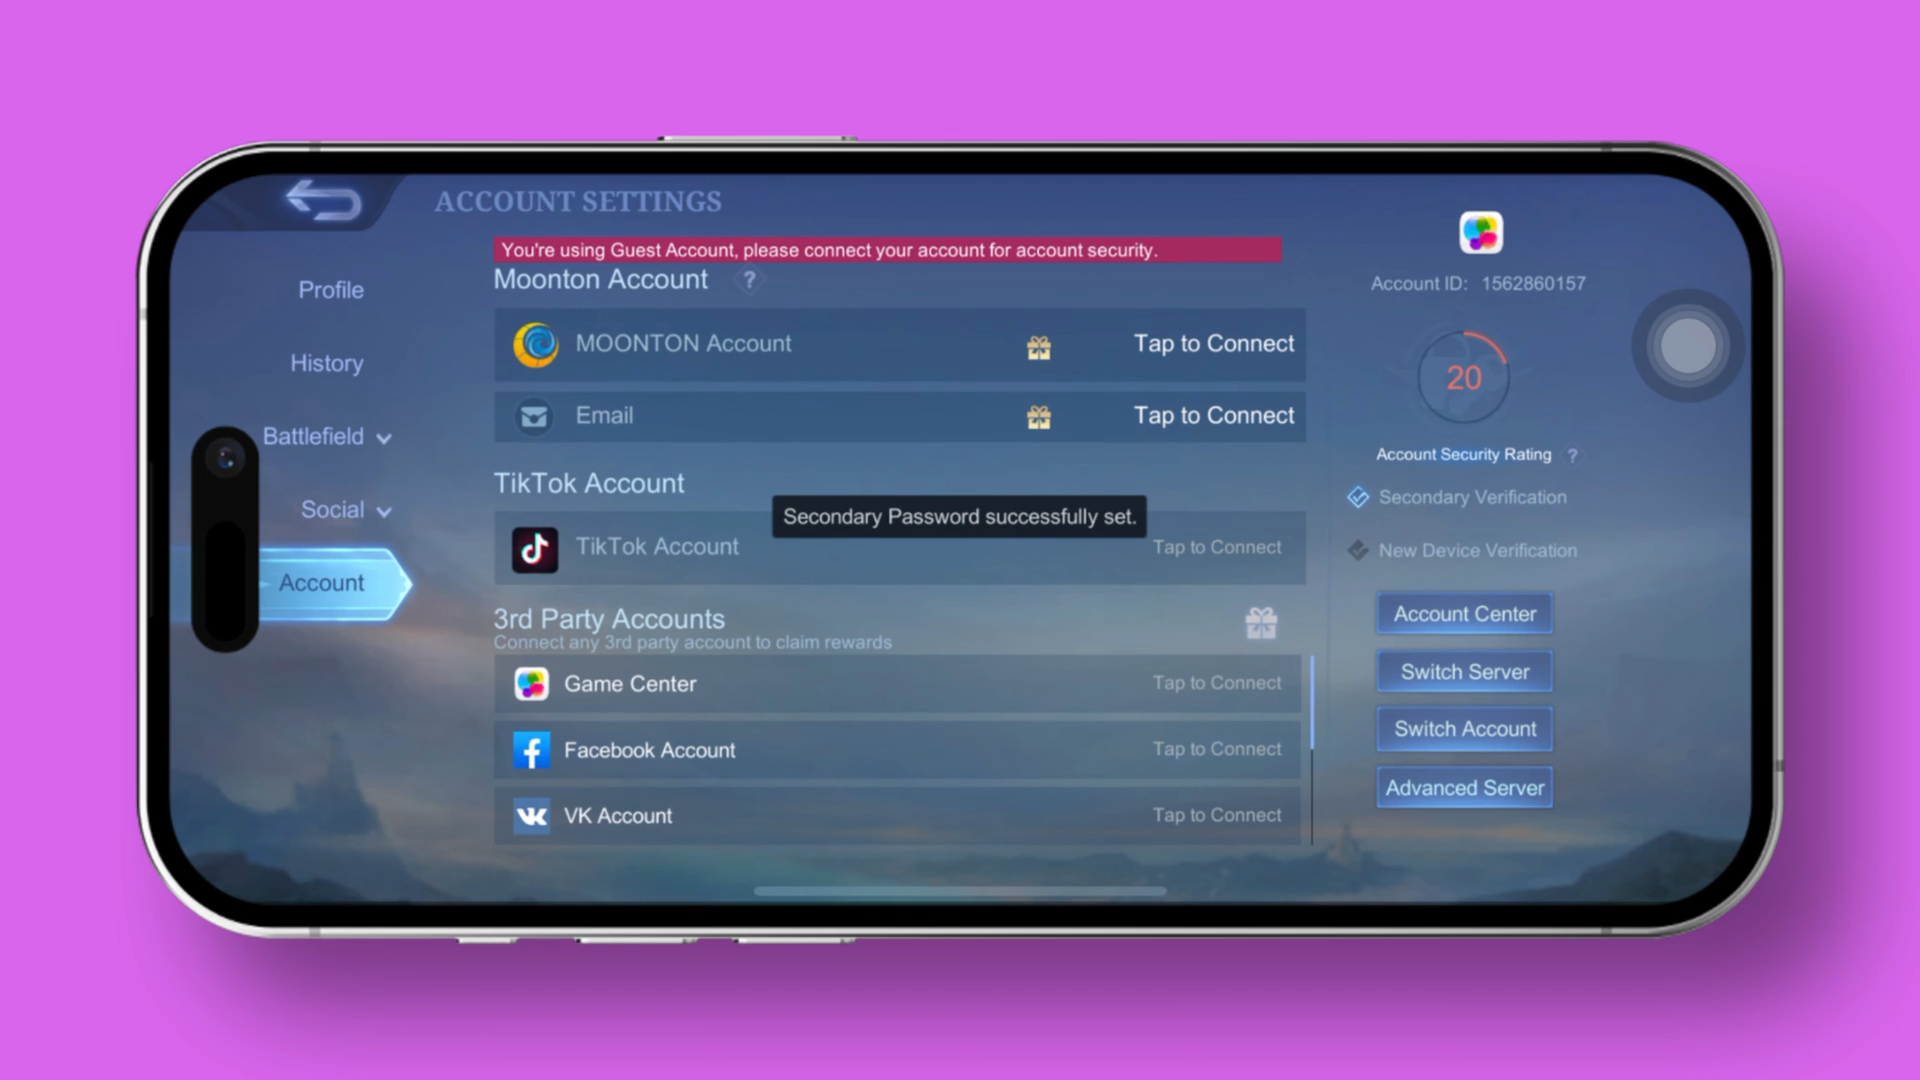 ACCOUNT SETTINGS
You're using Guest Account, please connect your account for account security.
Profile
History
Battlefield
Social
Account
Moonton Account ?
MOONTON Account Tap to Connect
Email Tap to Connect
TikTok Account
Secondary Password successfully set.
TikTok Account Tap to Connect
3rd Party Accounts
Connect any 3rd party account to claim rewards
Game Center Tap to Connect
Facebook Account Tap to Connect
VK Account Tap to Connect
Account ID: 1562860157
20
Account Security Rating ?
Secondary Verification
New Device Verification
Account Center
Switch Server
Switch Account
Advanced Server